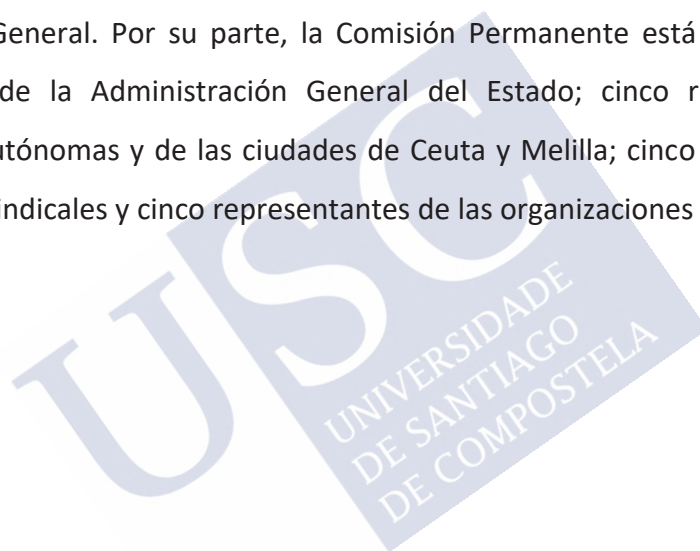 General. Por su parte, la Comisión Permanente está
de la Administración General del Estado; cinco r
utónomas y de las ciudades de Ceuta y Melilla; cinco
indicales y cinco representantes de las organizaciones
USC
UNIVERSIDADE
DE SANTIAGO
DE COMPOSTELA